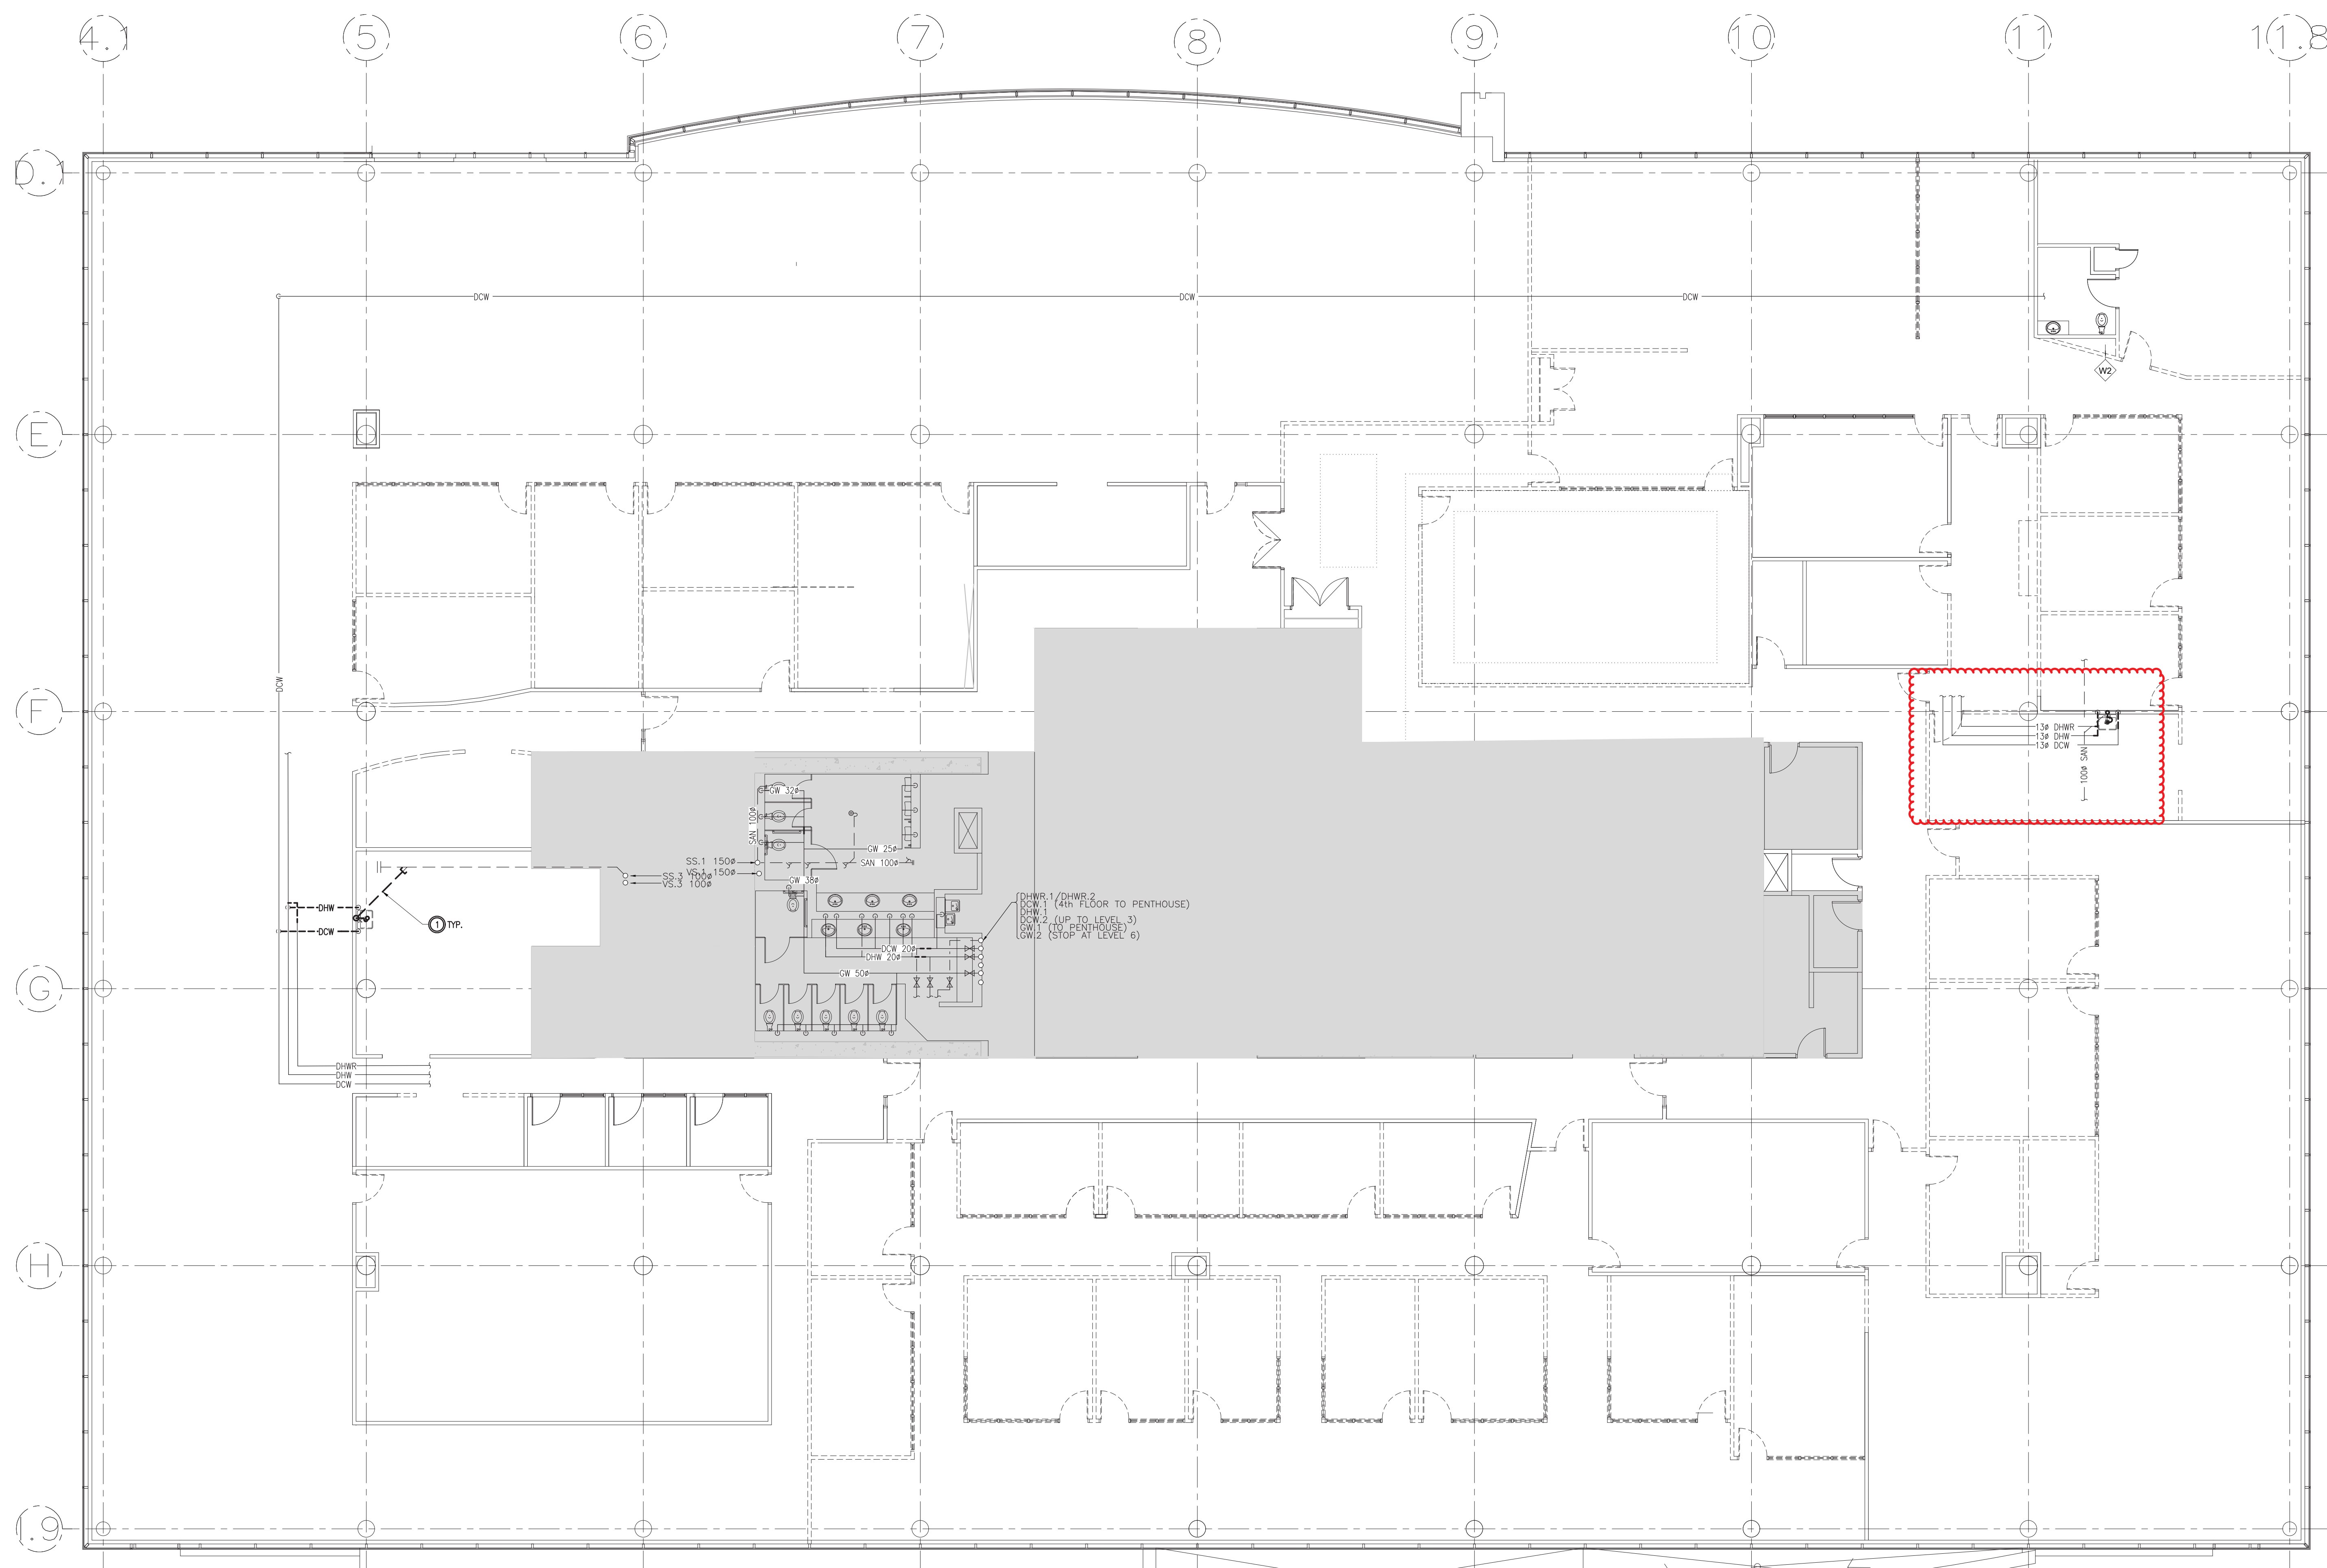 4.1
5
6
7
8
9
10
11
11.8
D.1
DCW
DCW
DCW
W2
E
DCW
F
13ø DHWR
13ø DHW
13ø DCW
100ø SAN
GW 32ø
SAN 100ø
GW 25ø
SS.1 150ø
SAN 100ø
VS.1 150ø
SS.3 100ø
VS.3 100ø
GW 38ø
DHWR.1/DHWR.2
DCW.1 (4th FLOOR TO PENTHOUSE)
DHW.1
DCW.2 (UP TO LEVEL 3)
GW.1 (TO PENTHOUSE)
GW.2 (STOP AT LEVEL 6)
DHW
1 TYP.
DCW
DCW 20ø
DHW 20ø
GW 50ø
G
DHWR
DHW
DCW
H
I.9